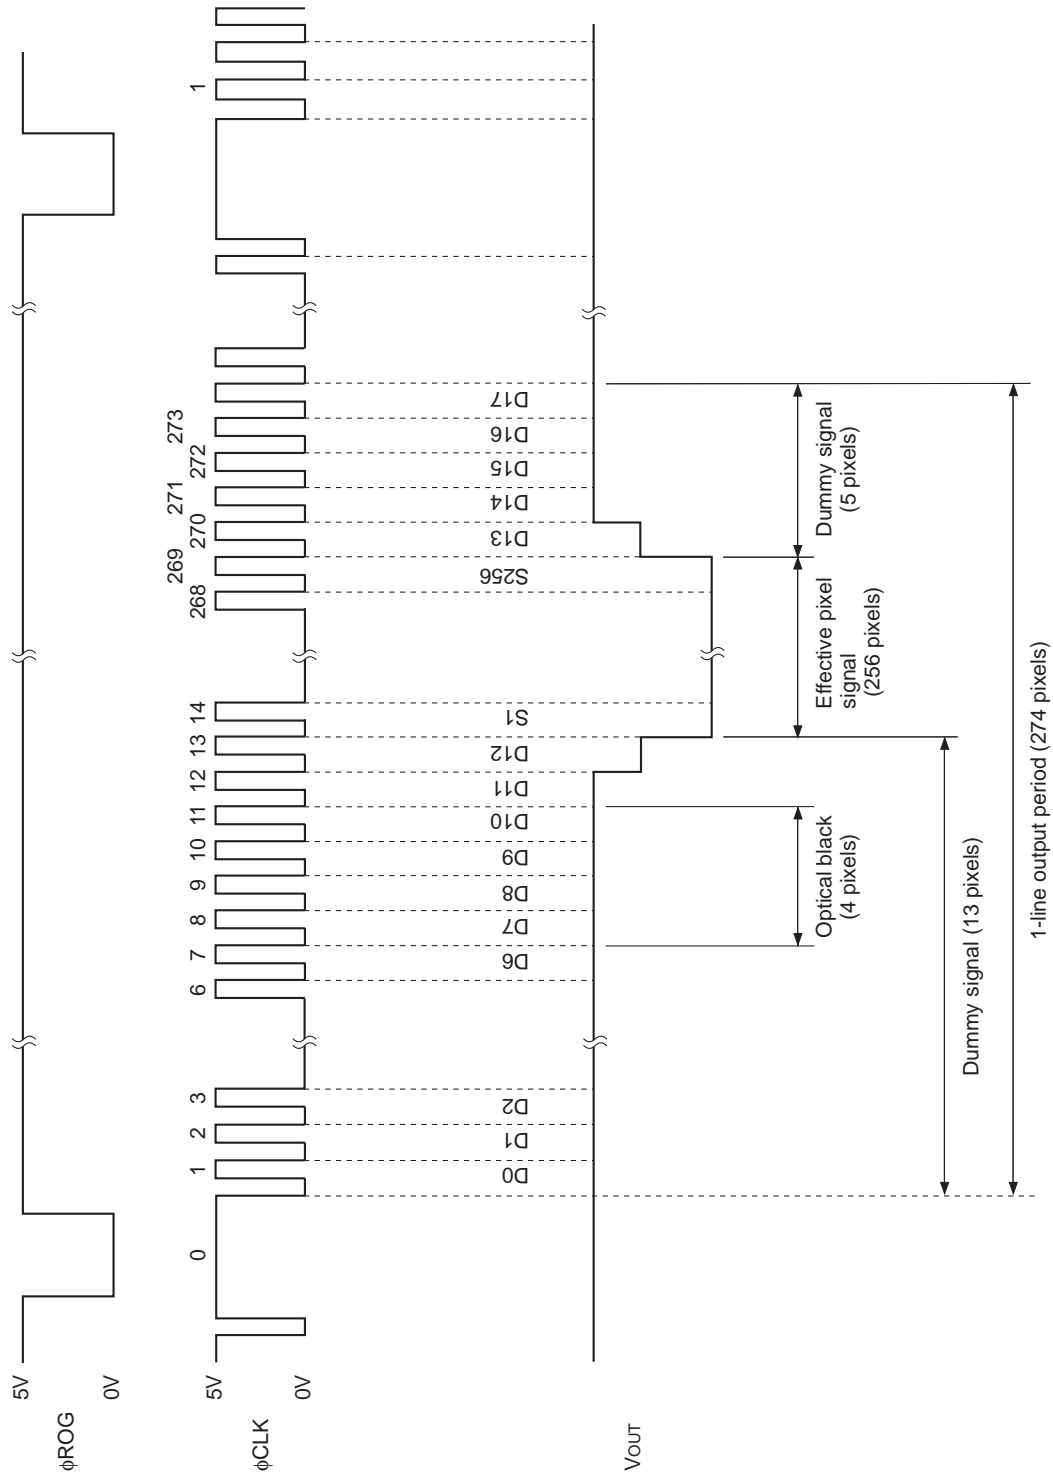 5V
0V
φROG
5V
0V
φCLK
0
1
2
3
6
7
8
9
10
11
12
13
14
268
269
270
271
272
273
1
D0
D1
D2
D6
D7
D8
D9
D10
D11
D12
S1
S256
D13
D14
D15
D16
D17
VOUT
Optical black
(4 pixels)
Effective pixel
signal
(256 pixels)
Dummy signal
(5 pixels)
Dummy signal (13 pixels)
1-line output period (274 pixels)